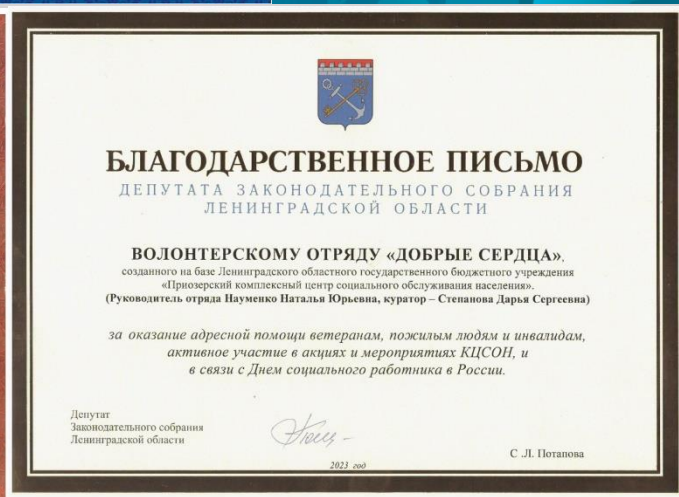 БЛАГОДАРСТВЕННОЕ ПИСЬМО
ДЕПУТАТА ЗАКОНОДАТЕЛЬНОГО СОБРАНИЯ
ЛЕНИНГРАДСКОЙ ОБЛАСТИ
ВОЛОНТЕРСКОМУ ОТРЯДУ «ДОБРЫЕ СЕРДЦА»,
созданного на базе Ленинградского областного государственного бюджетного учреждения
«Приозерский комплексный центр социального обслуживания населения».
(Руководитель отряда Науменко Наталья Юрьевна, куратор – Степанова Дарья Сергеевна)
за оказание адресной помощи ветеранам, пожилым людям и инвалидам,
активное участие в акциях и мероприятиях КЦСОН, и
в связи с Днем социального работника в России.
Депутат
Законодательного собрания
Ленинградской области
С .Л. Потапова
2023 год